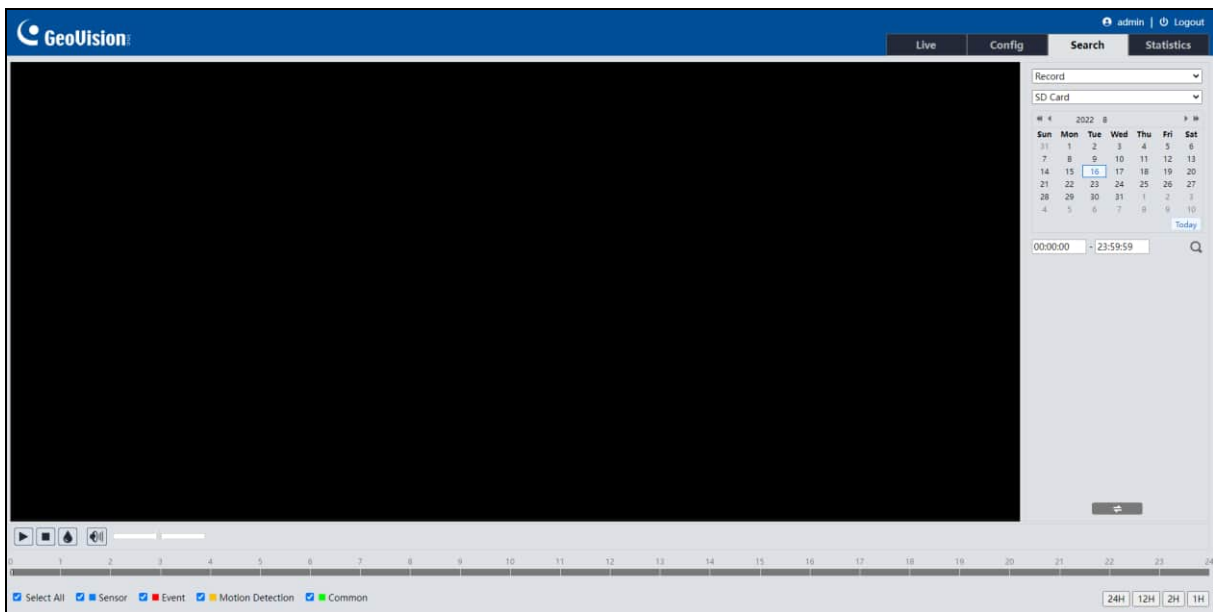 admin | Logout
GeoVision
Live Config Search Statistics
Record
SD Card
2022 8
Sun Mon Tue Wed Thu Fri Sat
31 1 2 3 4 5 6
7 8 9 10 11 12 13
14 15 16 17 18 19 20
21 22 23 24 25 26 27
28 29 30 31 1 2 3
4 5 6 7 8 9 10
Today
00:00:00 - 23:59:59
0 1 2 3 4 5 6 7 8 9 10 11 12 13 14 15 16 17 18 19 20 21 22 23 24
Select All Sensor Event Motion Detection Common
24H 12H 2H 1H